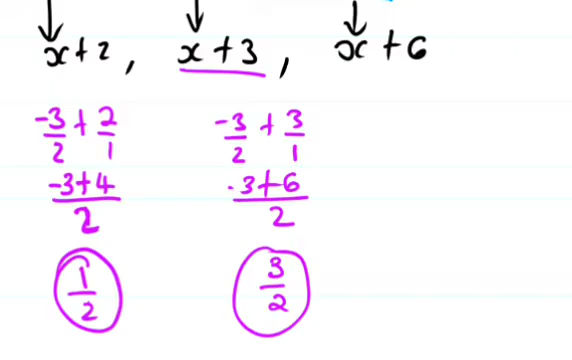 x+2, x+3, x+6
-3/2 + 2/1   -3/2 + 3/1
-3+4/2   -3+6/2
1/2   3/2